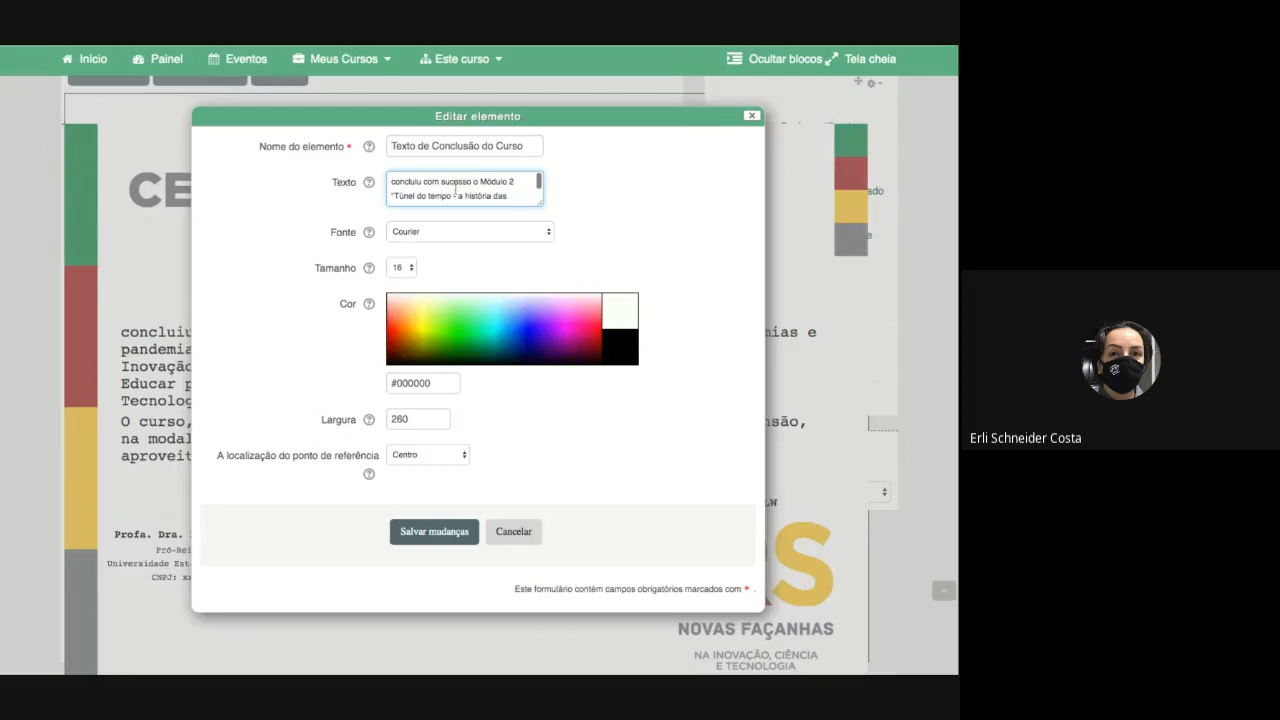 Início
Painel
Eventos
Meus Cursos
Este curso
Ocultar blocos
Tela cheia
Editar elemento
Nome do elemento *
Texto de Conclusão do Curso
Texto
concluiu com sucesso o Módulo 2
"Túnel do tempo - a história das
Fonte
Courier
Tamanho
16
Cor
#000000
Largura
260
A localização do ponto de referência
Centro
Salvar mudanças
Cancelar
Este formulário contém campos obrigatórios marcados com * .
CE
ado
e
concluiu
mias e
pandemia
Inovação
Educar p
Tecnolog
O curso,
nsão,
na modal
aproveit
Profa. Dra.
Pró-Rei
Universidade Est
CNPJ: xx
S
NOVAS FAÇANHAS
NA INOVAÇÃO, CIÊNCIA
E TECNOLOGIA
Erli Schneider Costa